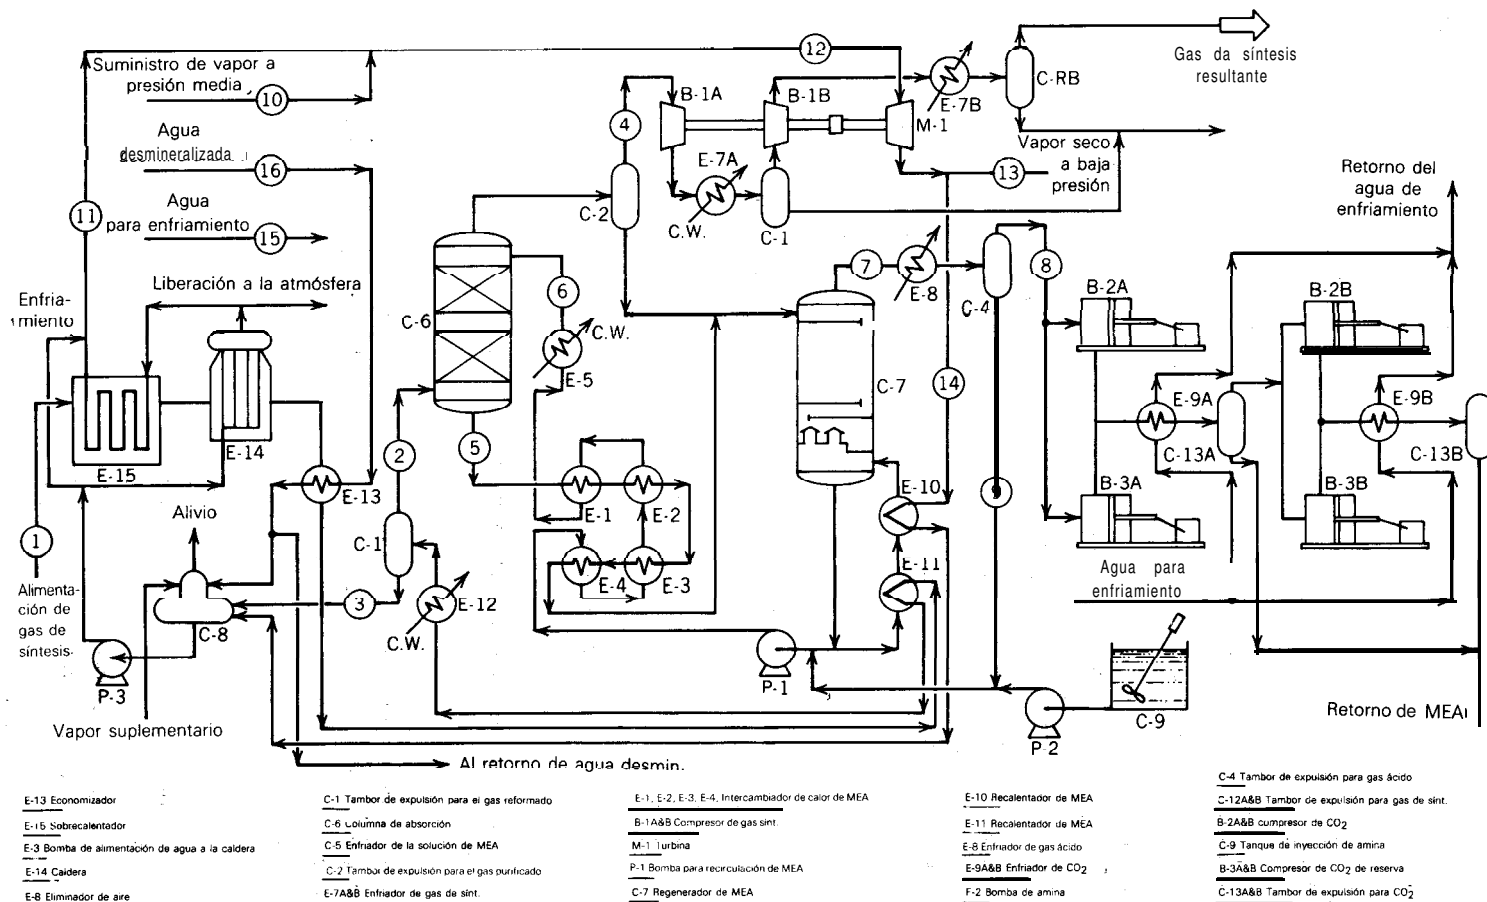 Suministro de vapor a
presión media
10
Agua
desmineralizada
16
Agua
para enfriamiento
15
11
12
Liberación a la atmósfera
Enfria-
miento
E-15
E-14
E-13
1
Alimenta-
ción de
gas de
síntesis
Alivio
C-8
P-3
Vapor suplementario
3
2
C-1
E-12
C.W.
Al retorno de agua desmin.
C-6
5
6
C.W.
E-5
E-1
E-2
E-4
E-3
4
C-2
B-1A
E-7A
C.W.
B-1B
C-1
M-1
E-7B
C-RB
Gas da síntesis
resultante
Vapor seco
a baja
presión
13
14
7
E-8
C-4
8
C-7
E-10
E-11
P-1
P-2
C-9
B-2A
B-3A
E-9A
C-13A
B-2B
B-3B
E-9B
C-13B
Agua para
enfriamiento
Retorno del
agua de
enfriamiento
Retorno de MEA
E-13 Economizador
E-15 Sobrecalentador
E-3 Bomba de alimentación de agua a la caldera
E-14 Caldera
E-8 Eliminador de aire
C-1 Tambor de expulsión para el gas reformado
C-6 Columna de absorción
C-5 Enfriador de la solución de MEA
C-2 Tambor de expulsión para el gas purificado
E-7A&B Enfriador de gas de sínt.
E-1, E-2, E-3, E-4, Intercambiador de calor de MEA
B-1A&B Compresor de gas sint.
M-1 Turbina
P-1 Bomba para recirculación de MEA
C-7 Regenerador de MEA
E-10 Recalentador de MEA
E-11 Recalentador de MEA
E-8 Enfriador de gas ácido
E-9A&B Enfriador de CO2
F-2 Bomba de amina
C-4 Tambor de expulsión para gas ácido
C-12A&B Tambor de expulsión para gas de sínt.
B-2A&B compresor de CO2
C-9 Tanque de inyección de amina
B-3A&B Compresor de CO2 de reserva
C-13A&B Tambor de expulsión para CO2